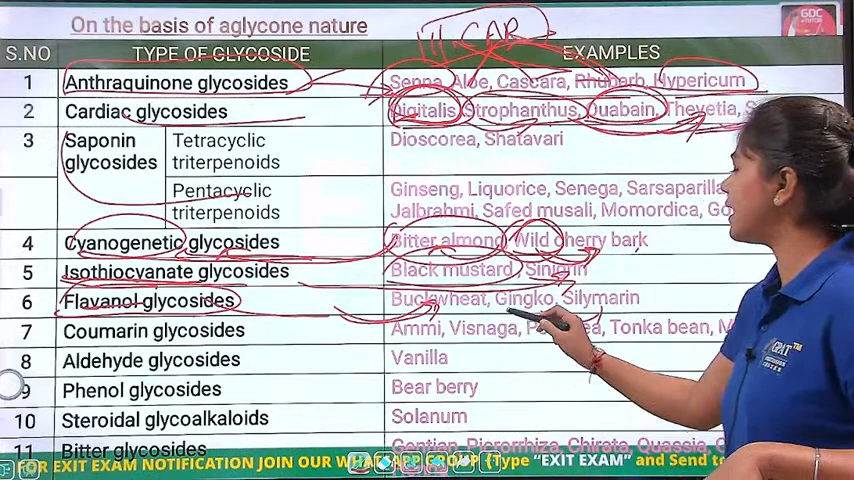 On the basis of aglycone nature
GDC
TUTOR
III CAR
S.NO TYPE OF GLYCOSIDE EXAMPLES
1 Anthraquinone glycosides Senna, Aloe, Cascara, Rhubarb, Hypericum
2 Cardiac glycosides Digitalis, Strophanthus, Ouabain, Thevetia, S
3 Saponin glycosides Tetracyclic triterpenoids Dioscorea, Shatavari
Pentacyclic triterpenoids Ginseng, Liquorice, Senega, Sarsaparilla
Jalbrahmi, Safed musali, Momordica, Go
4 Cyanogenetic glycosides Bitter almond, Wild cherry bark
5 Isothiocyanate glycosides Black mustard, Sinigrin
6 Flavanol glycosides Buckwheat, Gingko, Silymarin
7 Coumarin glycosides Ammi, Visnaga, Tonka bean, M
8 Aldehyde glycosides Vanilla
9 Phenol glycosides Bear berry
10 Steroidal glycoalkaloids Solanum
11 Bitter glycosides Gentian, Picrorrhiza, Chirata, Quassia, C
FOR EXIT EXAM NOTIFICATION JOIN OUR WHATSAPP GROUP (Type “EXIT EXAM” and Send to
GPAT™